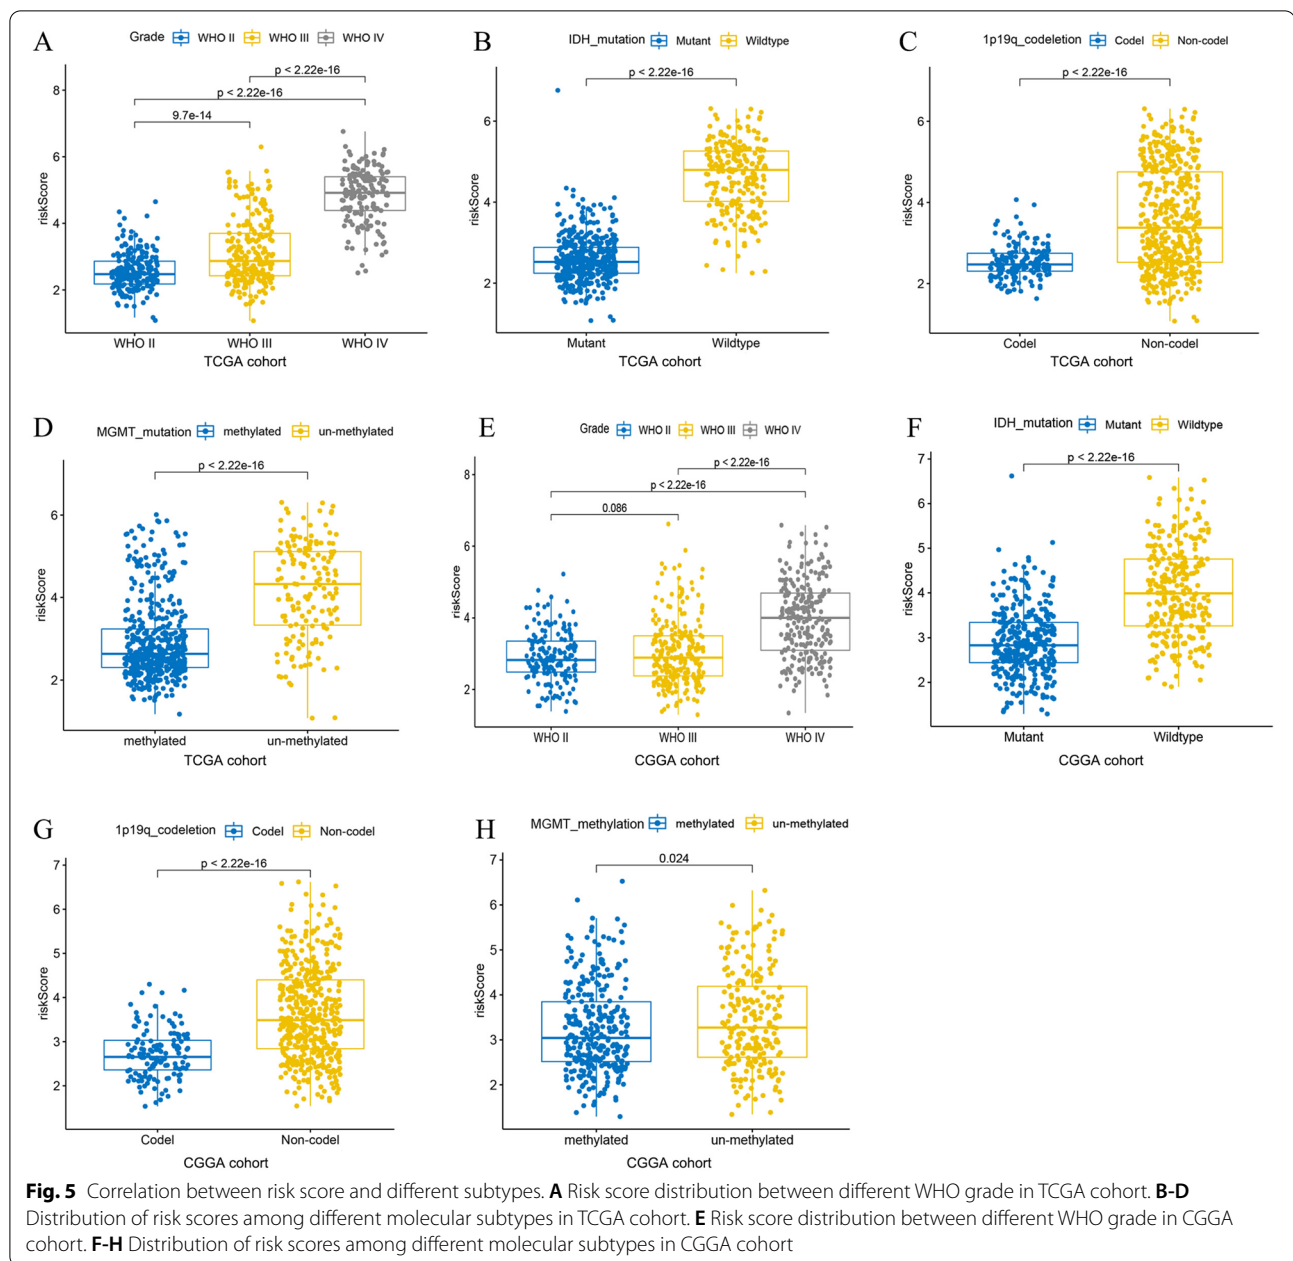 A
Grade WHO II WHO III WHO IV
p < 2.22e-16
p < 2.22e-16
9.7e-14
8
6
4
2
riskScore
WHO II WHO III WHO IV
TCGA cohort
B
IDH_mutation Mutant Wildtype
p < 2.22e-16
6
4
2
riskScore
Mutant Wildtype
TCGA cohort
C
1p19q_codeletion Codel Non-codel
p < 2.22e-16
6
4
2
riskScore
Codel Non-codel
TCGA cohort
D
MGMT_mutation methylated un-methylated
p < 2.22e-16
6
4
2
riskScore
methylated un-methylated
TCGA cohort
E
Grade WHO II WHO III WHO IV
p < 2.22e-16
p < 2.22e-16
0.086
8
6
4
2
riskScore
WHO II WHO III WHO IV
CGGA cohort
F
IDH_mutation Mutant Wildtype
p < 2.22e-16
7
6
5
4
3
2
riskScore
Mutant Wildtype
CGGA cohort
G
1p19q_codeletion Codel Non-codel
p < 2.22e-16
7
6
5
4
3
2
riskScore
Codel Non-codel
CGGA cohort
H
MGMT_methylation methylated un-methylated
0.024
7
6
5
4
3
2
riskScore
methylated un-methylated
CGGA cohort
Fig. 5 Correlation between risk score and different subtypes. A Risk score distribution between different WHO grade in TCGA cohort. B-D
Distribution of risk scores among different molecular subtypes in TCGA cohort. E Risk score distribution between different WHO grade in CGGA
cohort. F-H Distribution of risk scores among different molecular subtypes in CGGA cohort